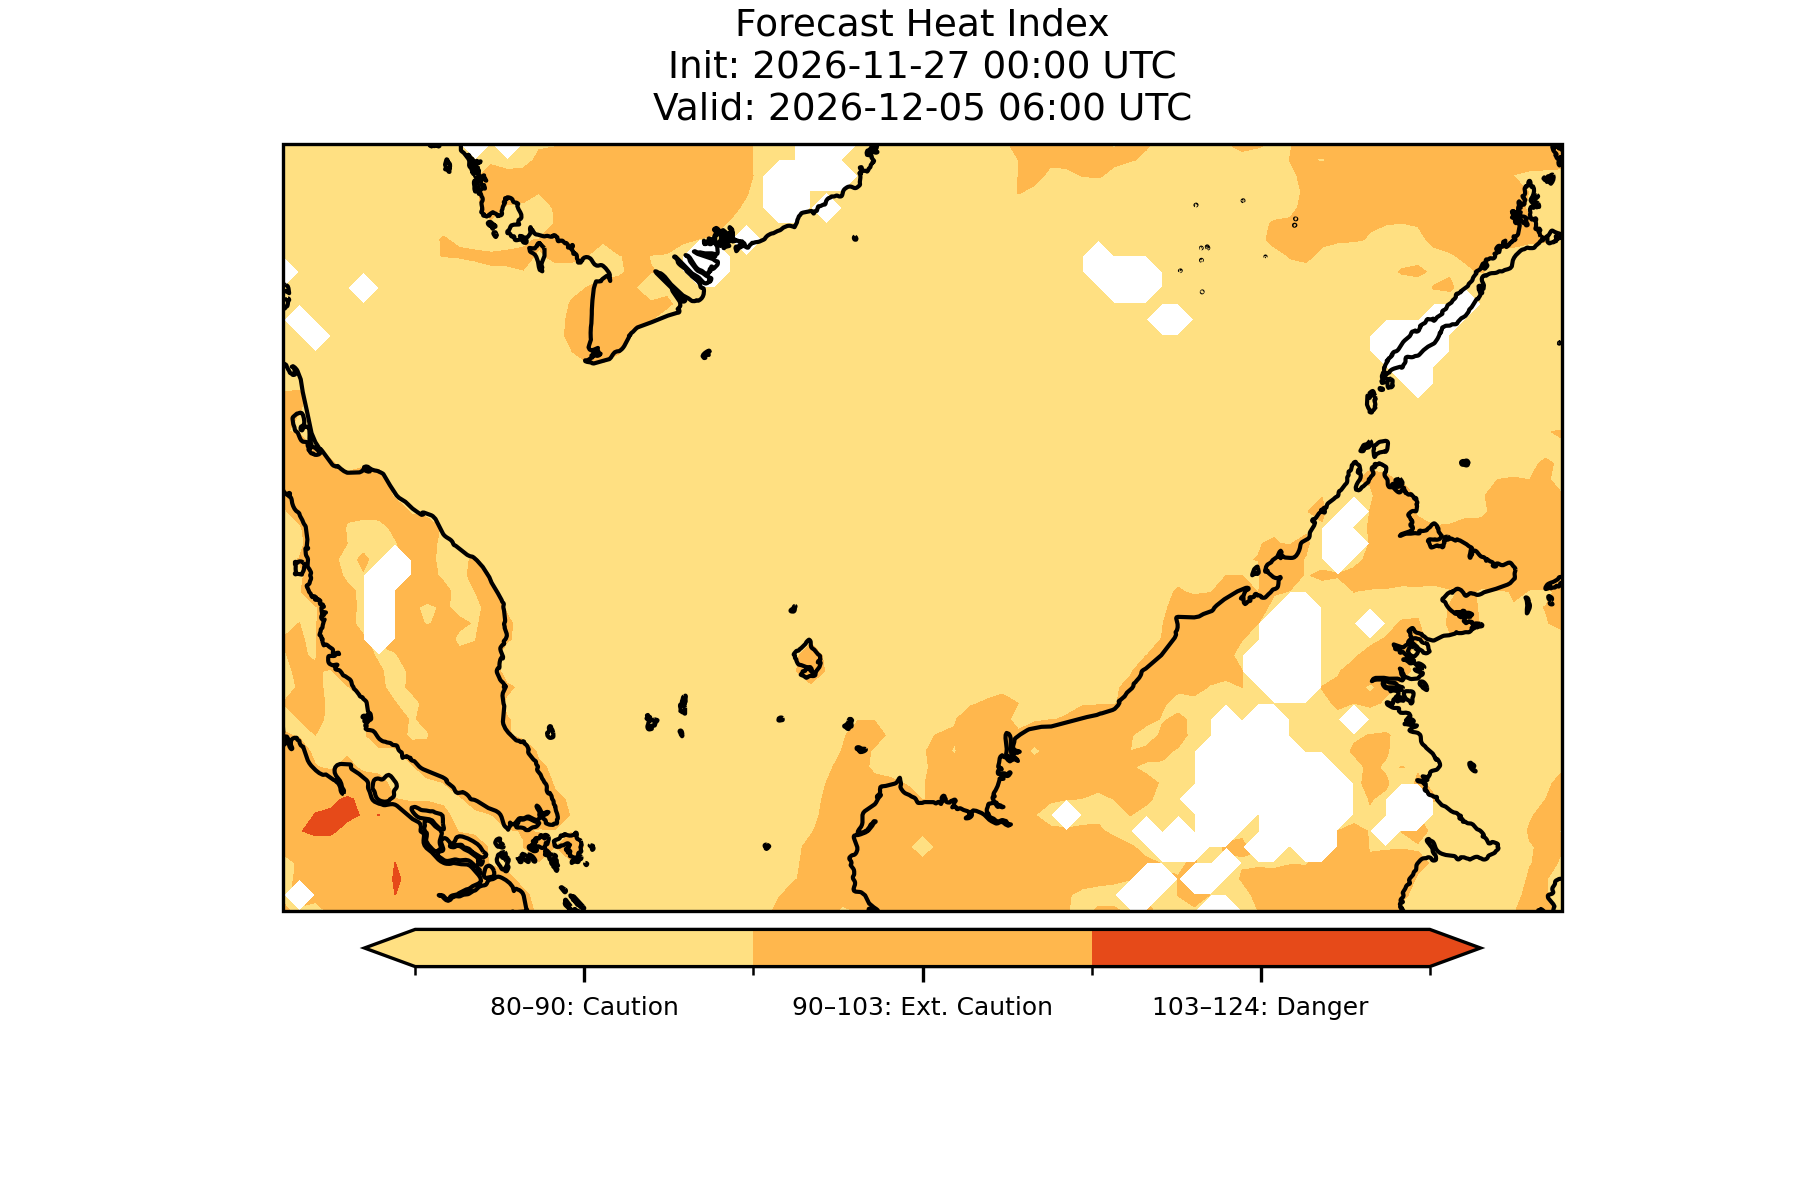 Forecast Heat Index
Init: 2026-11-27 00:00 UTC
Valid: 2026-12-05 06:00 UTC
80–90: Caution
90–103: Ext. Caution
103–124: Danger